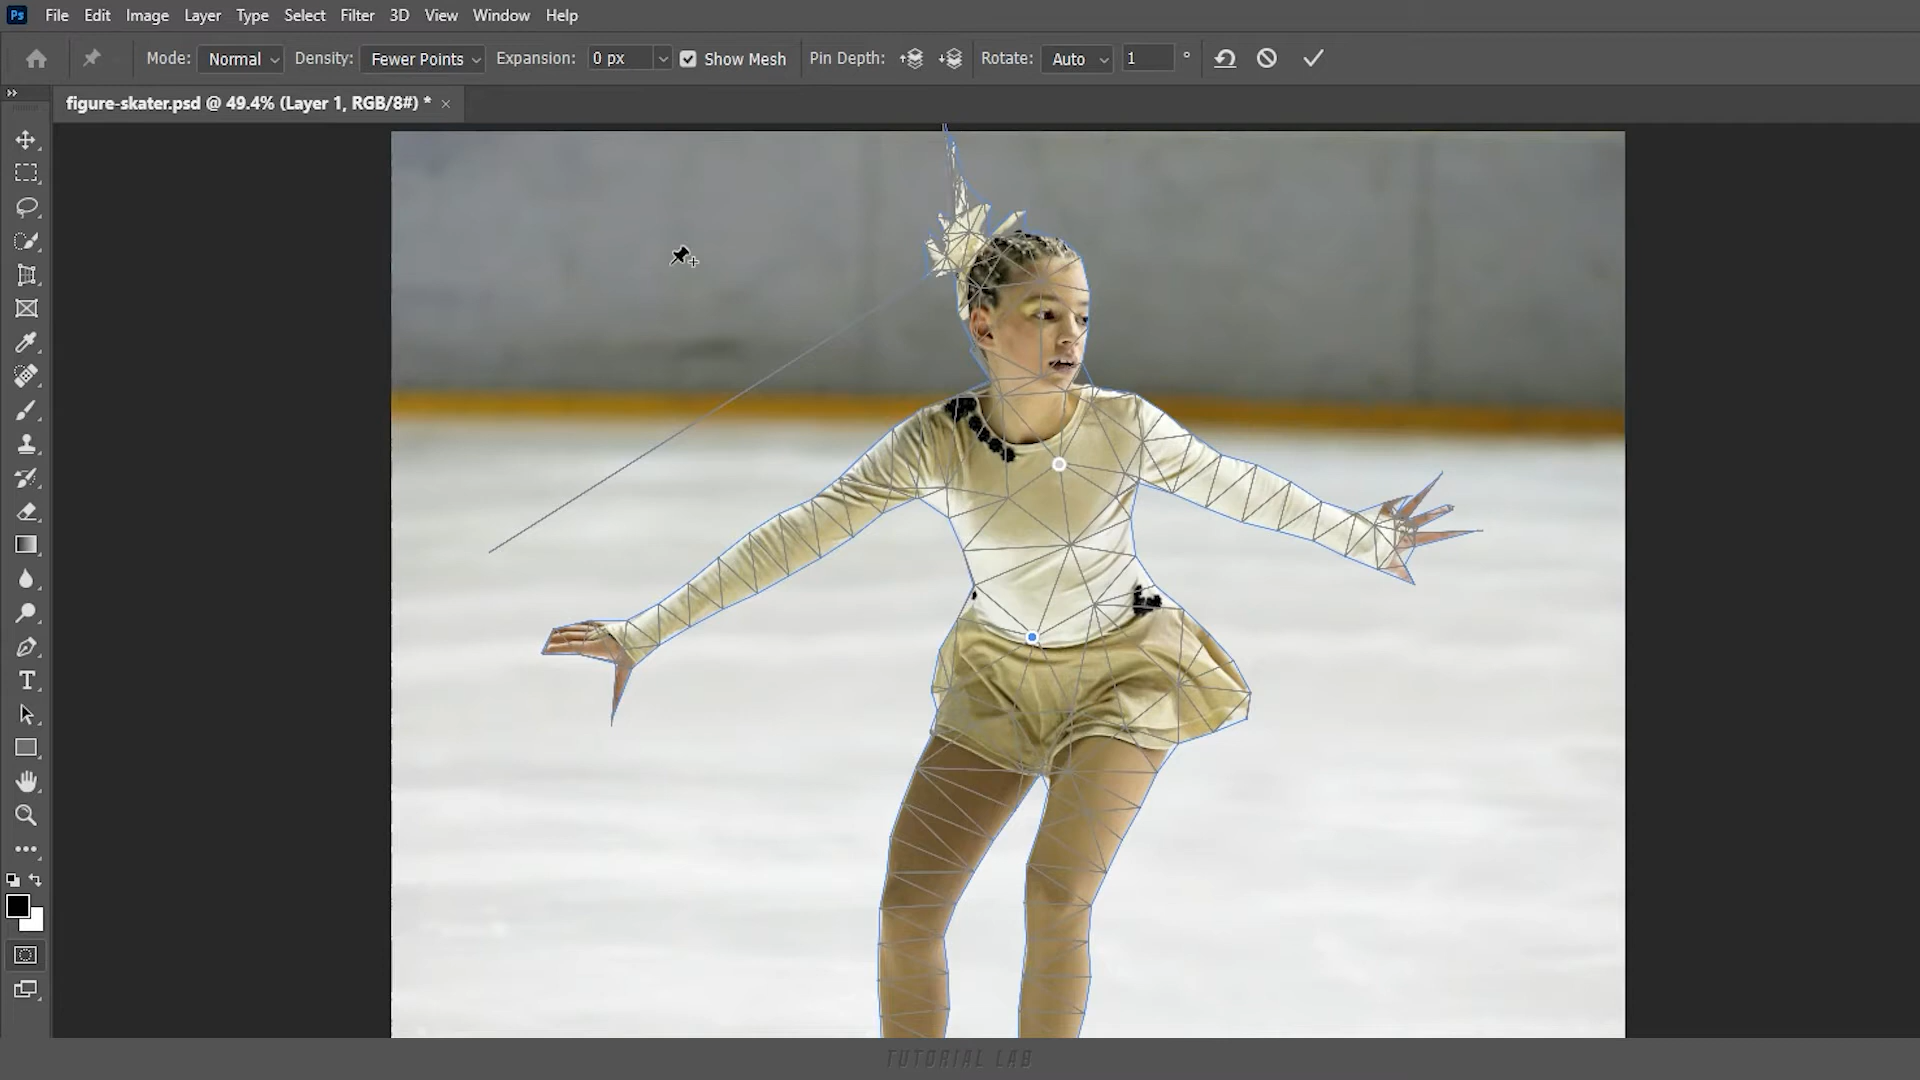 Ps File Edit Image Layer Type Select Filter 3D View Window Help
Mode: Normal Density: Fewer Points Expansion: 0 px Show Mesh Pin Depth: Rotate: Auto 1 °
figure-skater.psd @ 49.4% (Layer 1, RGB/8#) * ×
TUTORIAL LAB